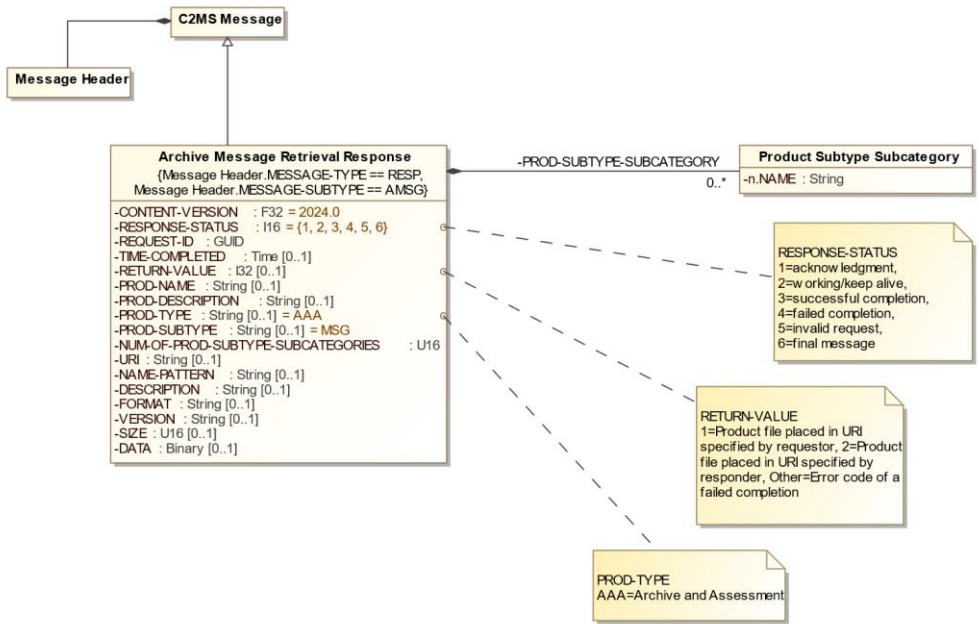 C2MS Message
Message Header
Archive Message Retrieval Response
{Message Header.MESSAGE-TYPE == RESP,
Message Header.MESSAGE-SUBTYPE == AMSG}
-CONTENT-VERSION : F32 = 2024.0
-RESPONSE-STATUS : I16 = {1, 2, 3, 4, 5, 6}
-REQUEST-ID : GUID
-TIME-COMPLETED : Time [0..1]
-RETURN-VALUE : I32 [0..1]
-PROD-NAME : String [0..1]
-PROD-DESCRIPTION : String [0..1]
-PROD-TYPE : String [0..1] = AAA
-PROD-SUBTYPE : String [0..1] = MSG
-NUM-OF-PROD-SUBTYPE-SUBCATEGORIES : U16
-URI : String [0..1]
-NAME-PATTERN : String [0..1]
-DESCRIPTION : String [0..1]
-FORMAT : String [0..1]
-VERSION : String [0..1]
-SIZE : U16 [0..1]
-DATA : Binary [0..1]
-PROD-SUBTYPE-SUBCATEGORY
0..*
Product Subtype Subcategory
-n.NAME : String
RESPONSE-STATUS
1=acknowledgment,
2=working/keep alive,
3=successful completion,
4=failed completion,
5=invalid request,
6=final message
RETURN-VALUE
1=Product file placed in URI
specified by requestor, 2=Product
file placed in URI specified by
responder, Other=Error code of a
failed completion
PROD-TYPE
AAA=Archive and Assessment